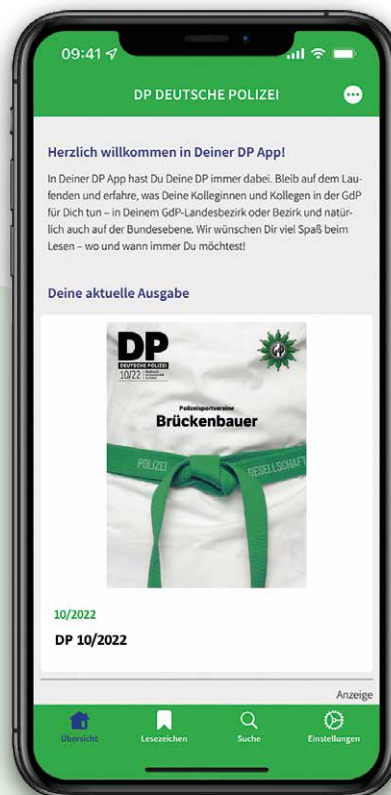 09:41
DP DEUTSCHE POLIZEI
Herzlich willkommen in Deiner DP App!
In Deiner DP App hast Du Deine DP immer dabei. Bleib auf dem Lau-
fenden und erfahre, was Deine Kolleginnen und Kollegen in der GdP
für Dich tun – in Deinem GdP-Landesbezirk oder Bezirk und natür-
lich auch auf der Bundesebene. Wir wünschen Dir viel Spaß beim
Lesen – wo und wann immer Du möchtest!
Deine aktuelle Ausgabe
DP
DEUTSCHE POLIZEI
10/22
Polizeisportvereine
Brückenbauer
POLIZEI
GESELLSCHAFT
10/2022
DP 10/2022
Anzeige
Übersicht
Lesezeichen
Suche
Einstellungen